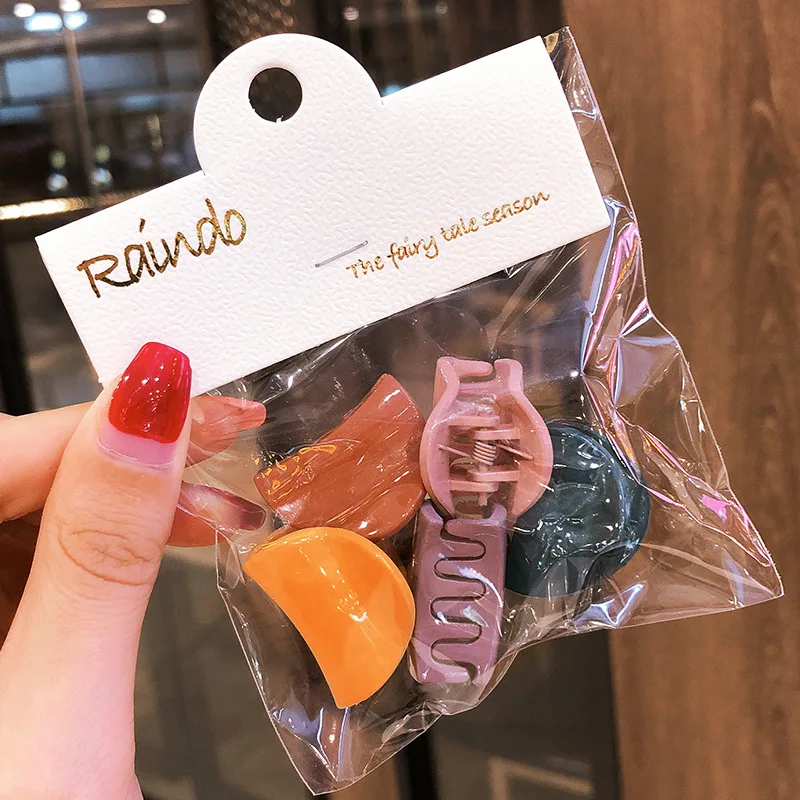 Raindo
The fairy tale season